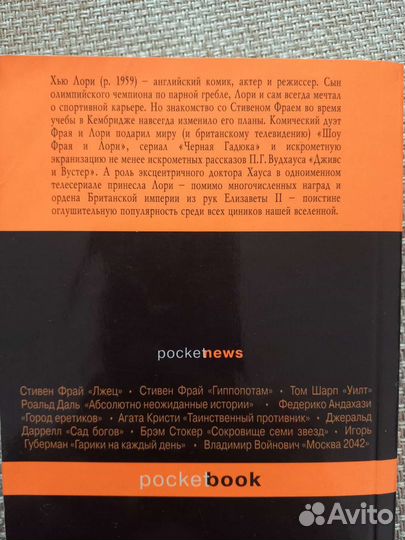 Хью Лори (р. 1959) – английский комик, актер и режиссер. Сын
олимпийского чемпиона по парной гребле, Лори и сам всегда мечтал
о спортивной карьере. Но знакомство со Стивеном Фраем во время
учебы в Кембридже навсегда изменило его планы. Комический дуэт
Фрая и Лори подарил миру (и британскому телевидению) «Шоу
Фрая и Лори», сериал «Черная Гадюка» и искрометную
экранизацию не менее искрометных рассказов П.Г. Вудхауса «Дживс
и Вустер». А роль эксцентричного доктора Хауса в одноименном
телесериале принесла Лори – помимо многочисленных наград и
ордена Британской империи из рук Елизаветы II – поистине
оглушительную популярность среди всех циников нашей вселенной.
pocketnews
Стивен Фрай «Лжец» • Стивен Фрай «Гиппопотам» • Том Шарп «Уилт»
Роальд Даль «Абсолютно неожиданные истории» • Федерико Андахази
«Город еретиков» • Агата Кристи «Таинственный противник» • Джеральд
Даррелл «Сад богов» • Брэм Стокер «Сокровище семи звезд» • Игорь
Губерман «Гарики на каждый день» • Владимир Войнович «Москва 2042»
pocketbook
Avito